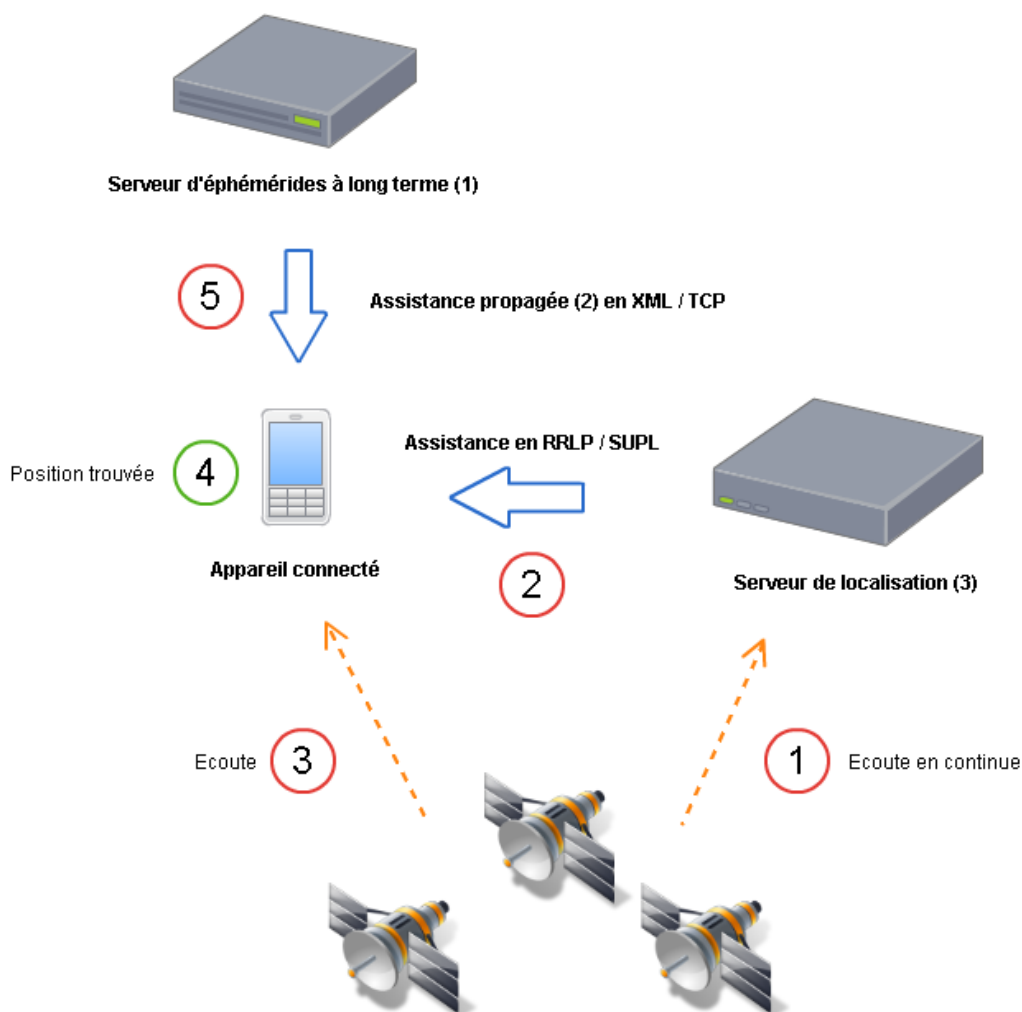 Serveur d'éphémérides à long terme (1)
5
Assistance propagée (2) en XML / TCP
Assistance en RRLP / SUPL
Position trouvée
4
Appareil connecté
2
Serveur de localisation (3)
Ecoute
3
1
Ecoute en continue